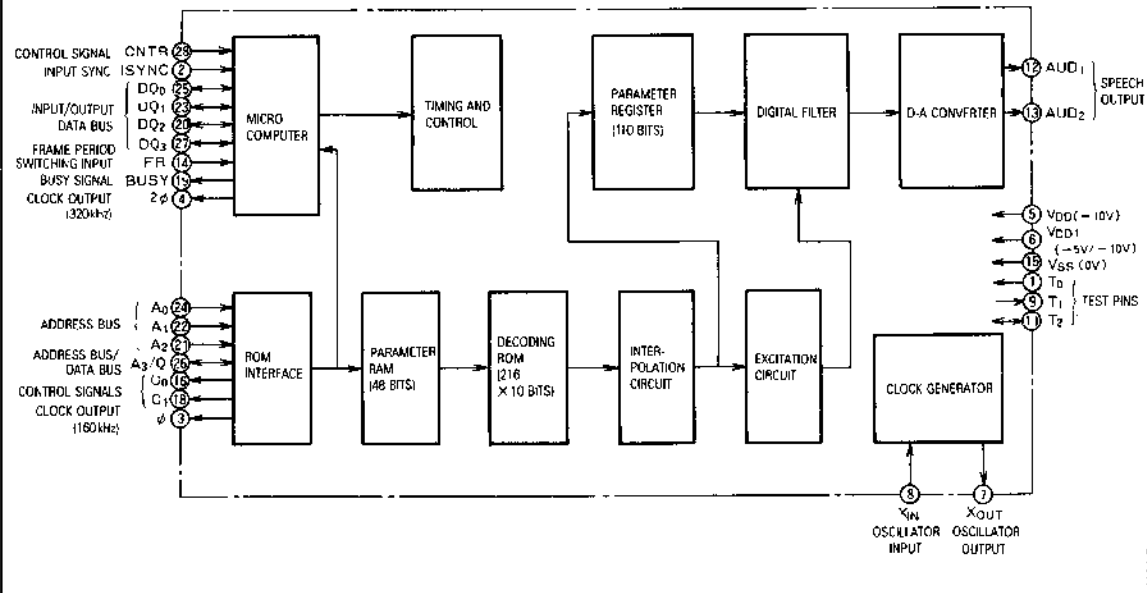 CONTROL SIGNAL CNTR 28
INPUT SYNC ISYNC 2
DQ0 25
INPUT/OUTPUT DQ1 23
DATA BUS DQ2 20
DQ3 27
FRAME PERIOD
SWITCHING INPUT FR 14
BUSY SIGNAL BUSY 19
CLOCK OUTPUT 2φ 4
(320kHz)
MICRO
COMPUTER
TIMING AND
CONTROL
PARAMETER
REGISTER
(110 BITS)
DIGITAL FILTER
D-A CONVERTER
12 AUD1
13 AUD2
SPEECH
OUTPUT
5 VDD(-10V)
6 VDD1
(-5V/-10V)
15 VSS(0V)
1 T0
9 T1 TEST PINS
11 T2
A0 24
ADDRESS BUS A1 22
A2 21
ADDRESS BUS/
DATA BUS A3/Q 26
C0 16
CONTROL SIGNALS C1 18
CLOCK OUTPUT φ 3
(160kHz)
ROM
INTERFACE
PARAMETER
RAM
(48 BITS)
DECODING
ROM
(216
×10 BITS)
INTER-
POLATION
CIRCUIT
EXCITATION
CIRCUIT
CLOCK GENERATOR
8 7
XIN XOUT
OSCILLATOR
INPUT
OSCILLATOR
OUTPUT